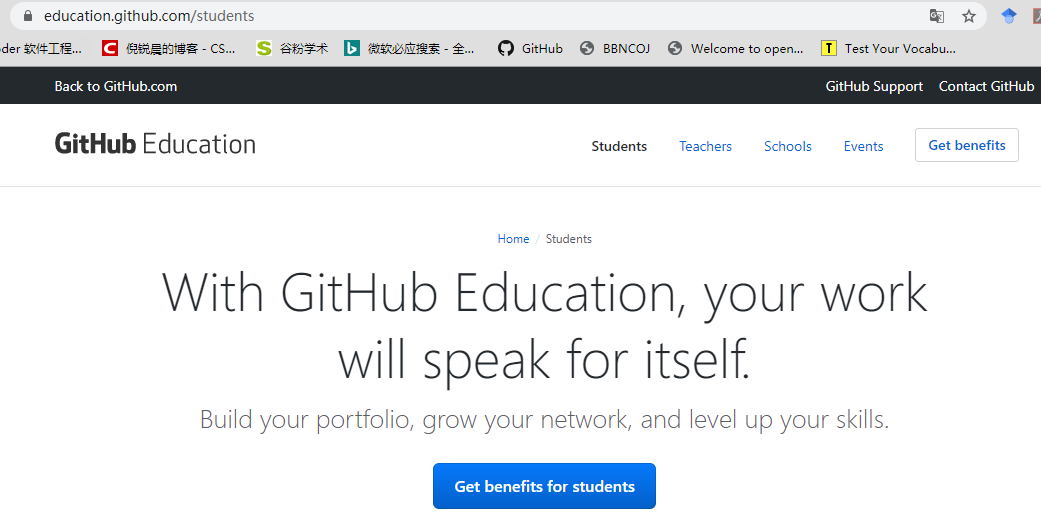 education.github.com/students
der 软件工程...
倪锐晨的博客 - CS...
谷粉学术
微软必应搜索 - 全...
GitHub
BBNCOJ
Welcome to open...
Test Your Vocabu...
Back to GitHub.com
GitHub Support
Contact GitHub
GitHub Education
Students
Teachers
Schools
Events
Get benefits
Home / Students
With GitHub Education, your work
will speak for itself.
Build your portfolio, grow your network, and level up your skills.
Get benefits for students